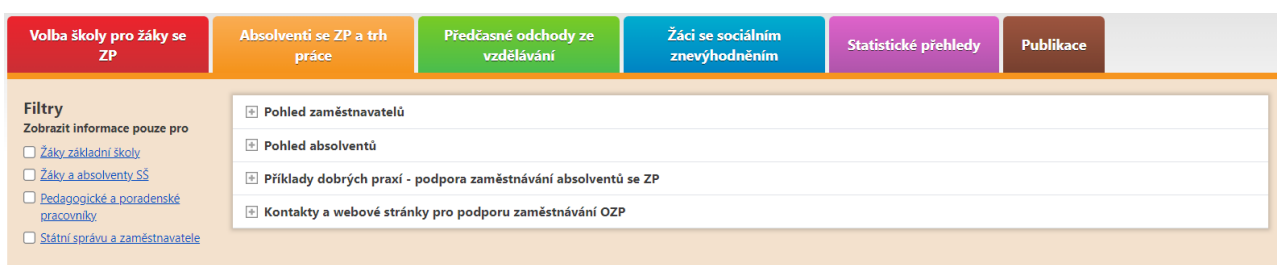 Volba školy pro žáky se
ZP
Absolventi se ZP a trh
práce
Předčasné odchody ze
vzdělávání
Žáci se sociálním
znevýhodněním
Statistické přehledy
Publikace
Filtry
Zobrazit informace pouze pro
Žáky základní školy
Žáky a absolventy SŠ
Pedagogické a poradenské
pracovníky
Státní správu a zaměstnavatele
Pohled zaměstnavatelů
Pohled absolventů
Příklady dobrých praxí - podpora zaměstnávání absolventů se ZP
Kontakty a webové stránky pro podporu zaměstnávání OZP